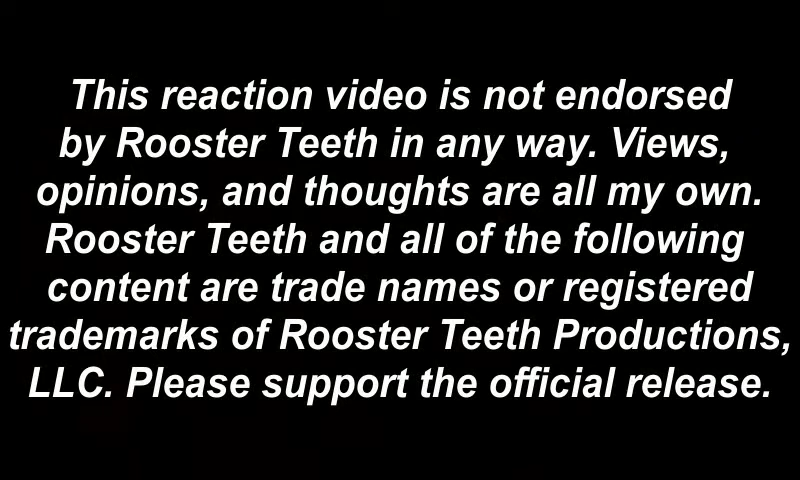 This reaction video is not endorsed
by Rooster Teeth in any way. Views,
opinions, and thoughts are all my own.
Rooster Teeth and all of the following
content are trade names or registered
trademarks of Rooster Teeth Productions,
LLC. Please support the official release.